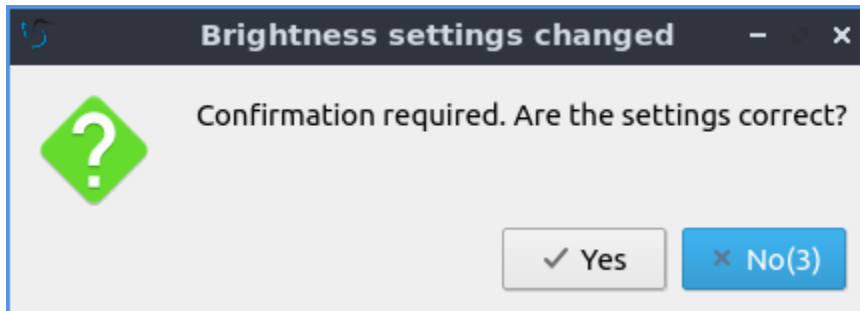 Brightness settings changed
Confirmation required. Are the settings correct?
Yes
No(3)